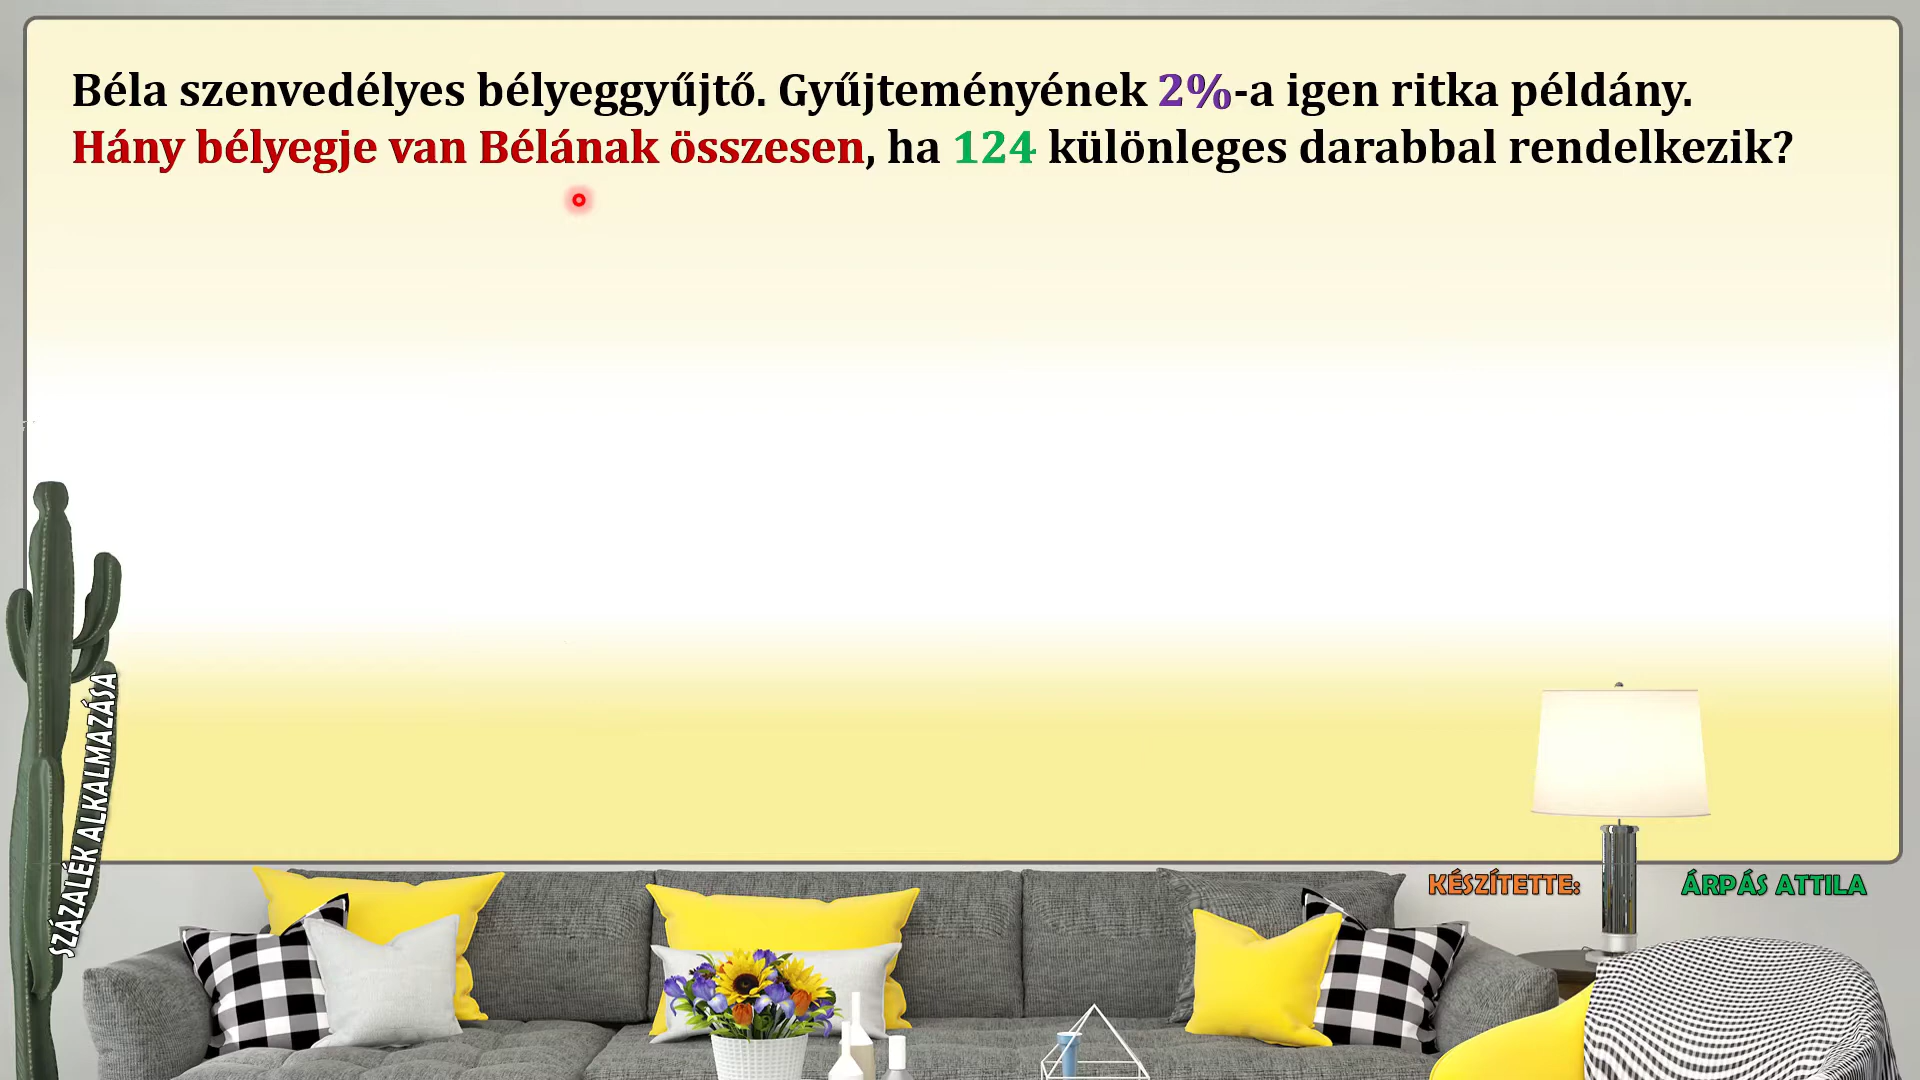 Béla szenvedélyes bélyeggyűjtő. Gyűjteményének 2%-a igen ritka példány.
Hány bélyegje van Bélának összesen, ha 124 különleges darabbal rendelkezik?
SZÁZALÉK ALKALMAZÁSA
KÉSZÍTETTE: ÁRPÁS ATTILA